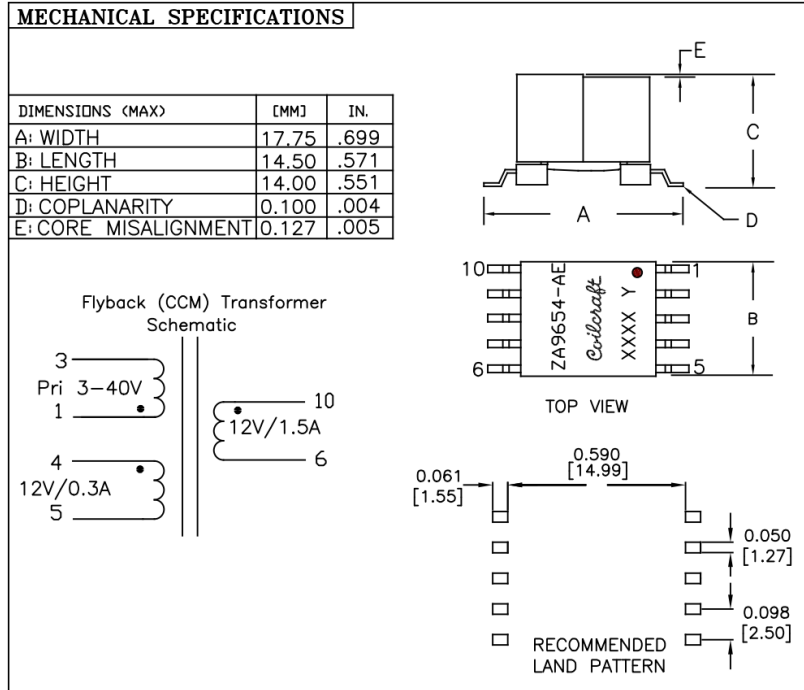 MECHANICAL SPECIFICATIONS
DIMENSIONS (MAX) [MM] IN.
A: WIDTH 17.75 .699
B: LENGTH 14.50 .571
C: HEIGHT 14.00 .551
D: COPLANARITY 0.100 .004
E: CORE MISALIGNMENT 0.127 .005
E
C
A
D
10
1
ZA9654-AE
Coilcraft
XXXX Y
B
6
5
TOP VIEW
Flyback (CCM) Transformer
Schematic
3
Pri 3-40V
1
10
12V/1.5A
6
4
12V/0.3A
5
0.590
[14.99]
0.061
[1.55]
0.050
[1.27]
0.098
[2.50]
RECOMMENDED
LAND PATTERN